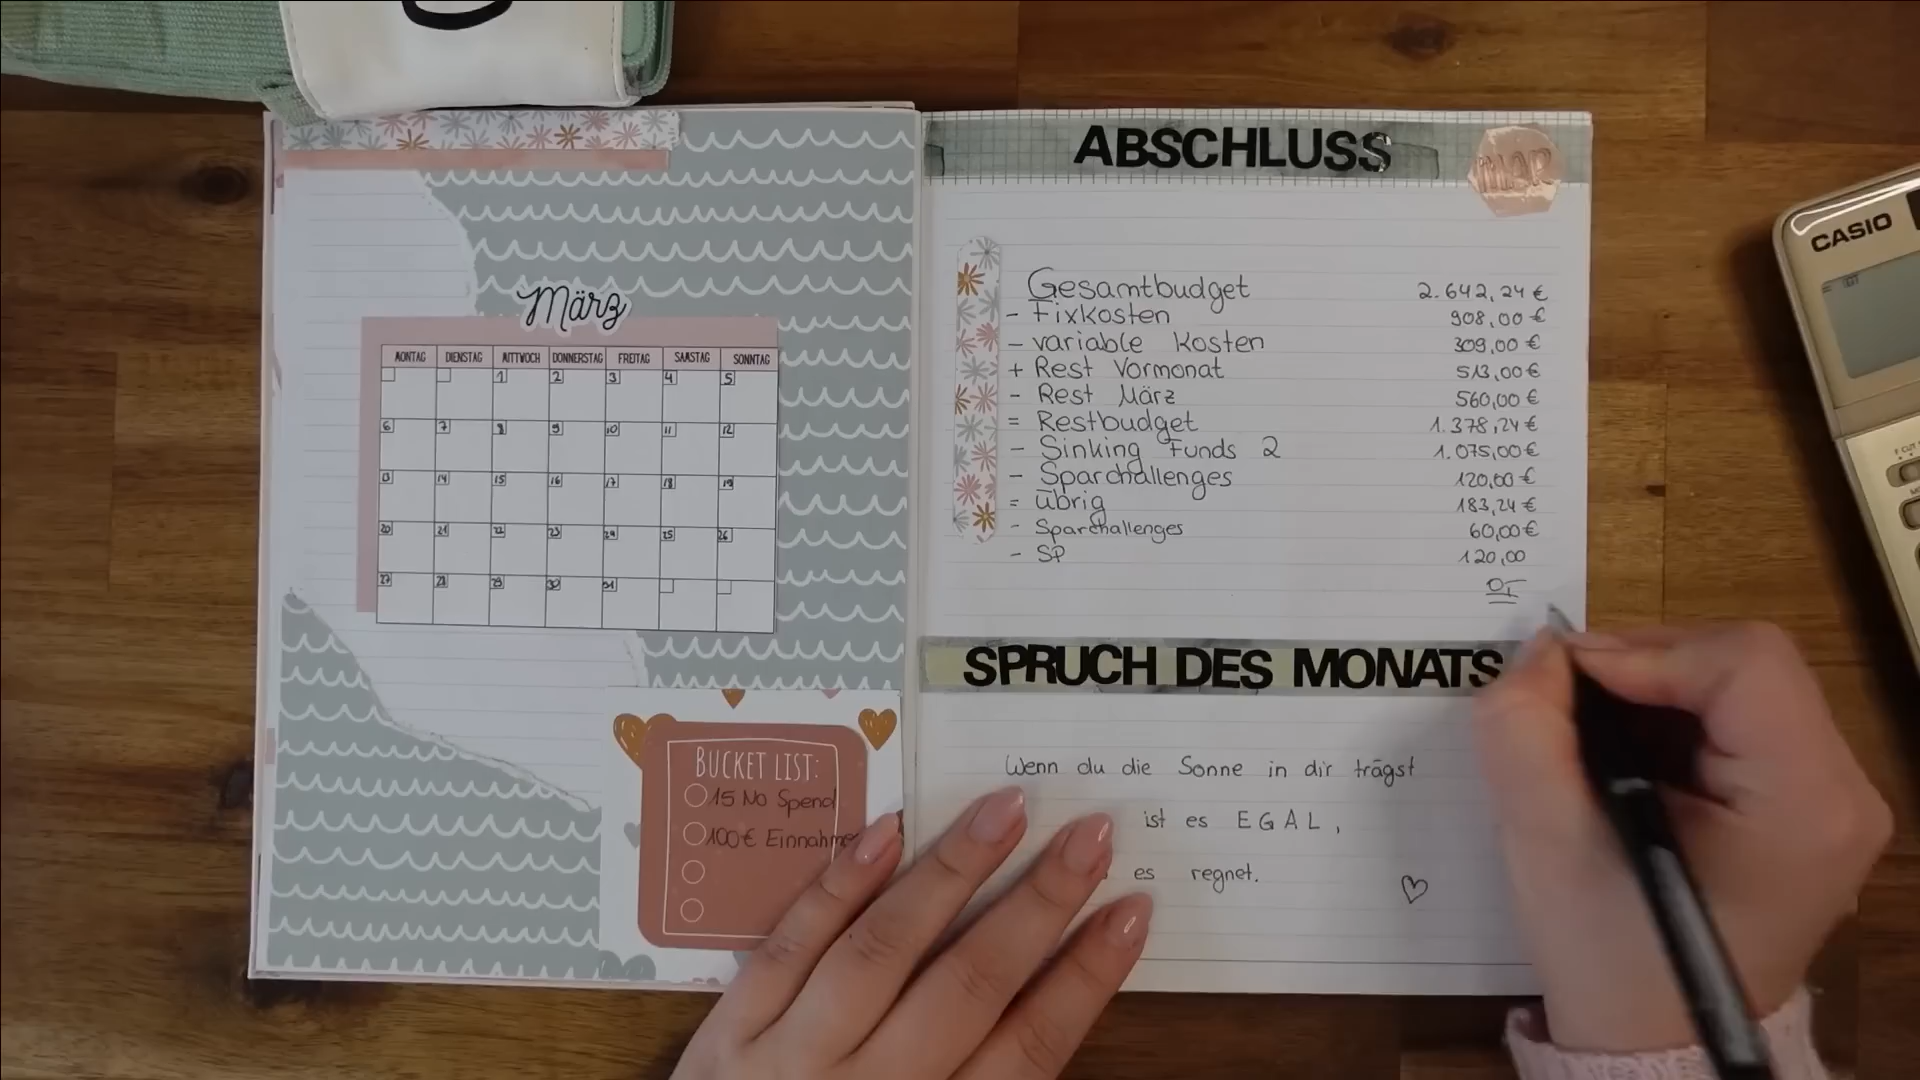 März
MONTAG DIENSTAG MITTWOCH DONNERSTAG FREITAG SAMSTAG SONNTAG
1 2 3 4 5
6 7 8 9 10 11 12
13 14 15 16 17 18 19
20 21 22 23 24 25 26
27 28 29 30 31
BUCKET LIST:
15 No Spend
100€ Einnahmen
ABSCHLUSS
MAR
Gesamtbudget 2.642,24 €
- Fixkosten 908,00 €
- variable Kosten 309,00 €
+ Rest Vormonat 513,00 €
- Rest März 560,00 €
= Restbudget 1.378,24 €
- Sinking Funds 2 1.075,00 €
- Sparchallenges 120,00 €
= übrig 183,24 €
- Sparchallenges 60,00 €
- SP 120,00
SPRUCH DES MONATS
Wenn du die Sonne in dir trägst
ist es EGAL,
es regnet.
CASIO